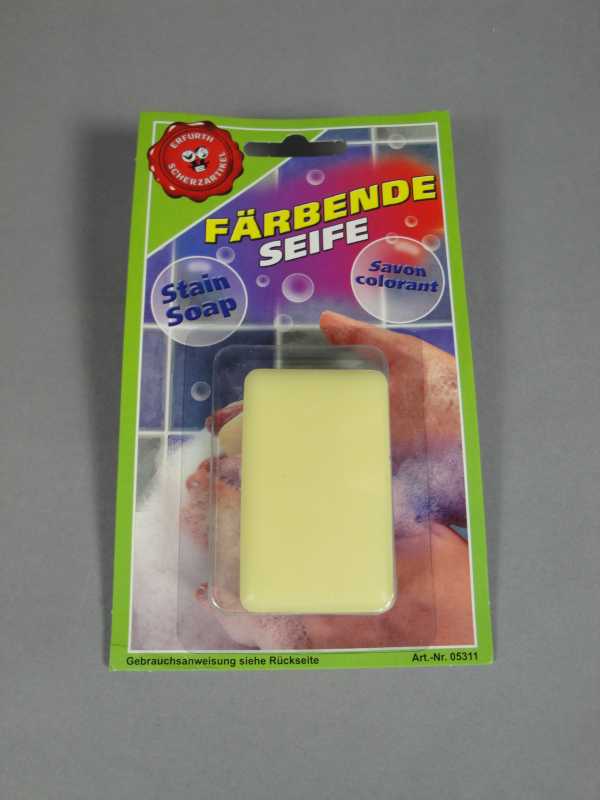 ERFURTH
SCHERZARTIKEL
FÄRBENDE
SEIFE
Stain
Soap
Savon
colorant
Gebrauchsanweisung siehe Rückseite
Art.-Nr. 05311